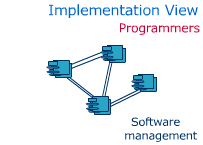 Implementation View
Programmers
Software
management